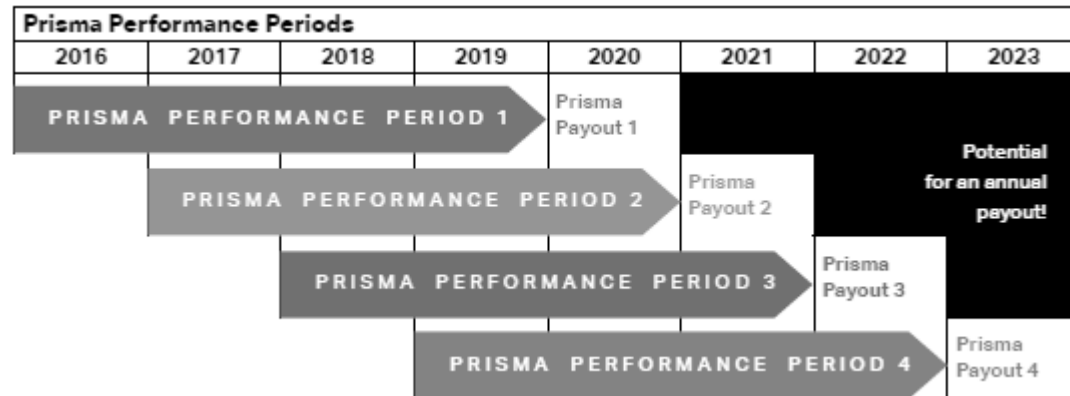 Prisma Performance Periods
2016 2017 2018 2019 2020 2021 2022 2023
PRISMA PERFORMANCE PERIOD 1
Prisma
Payout 1
Potential
for an annual
payout!
PRISMA PERFORMANCE PERIOD 2
Prisma
Payout 2
PRISMA PERFORMANCE PERIOD 3
Prisma
Payout 3
PRISMA PERFORMANCE PERIOD 4
Prisma
Payout 4